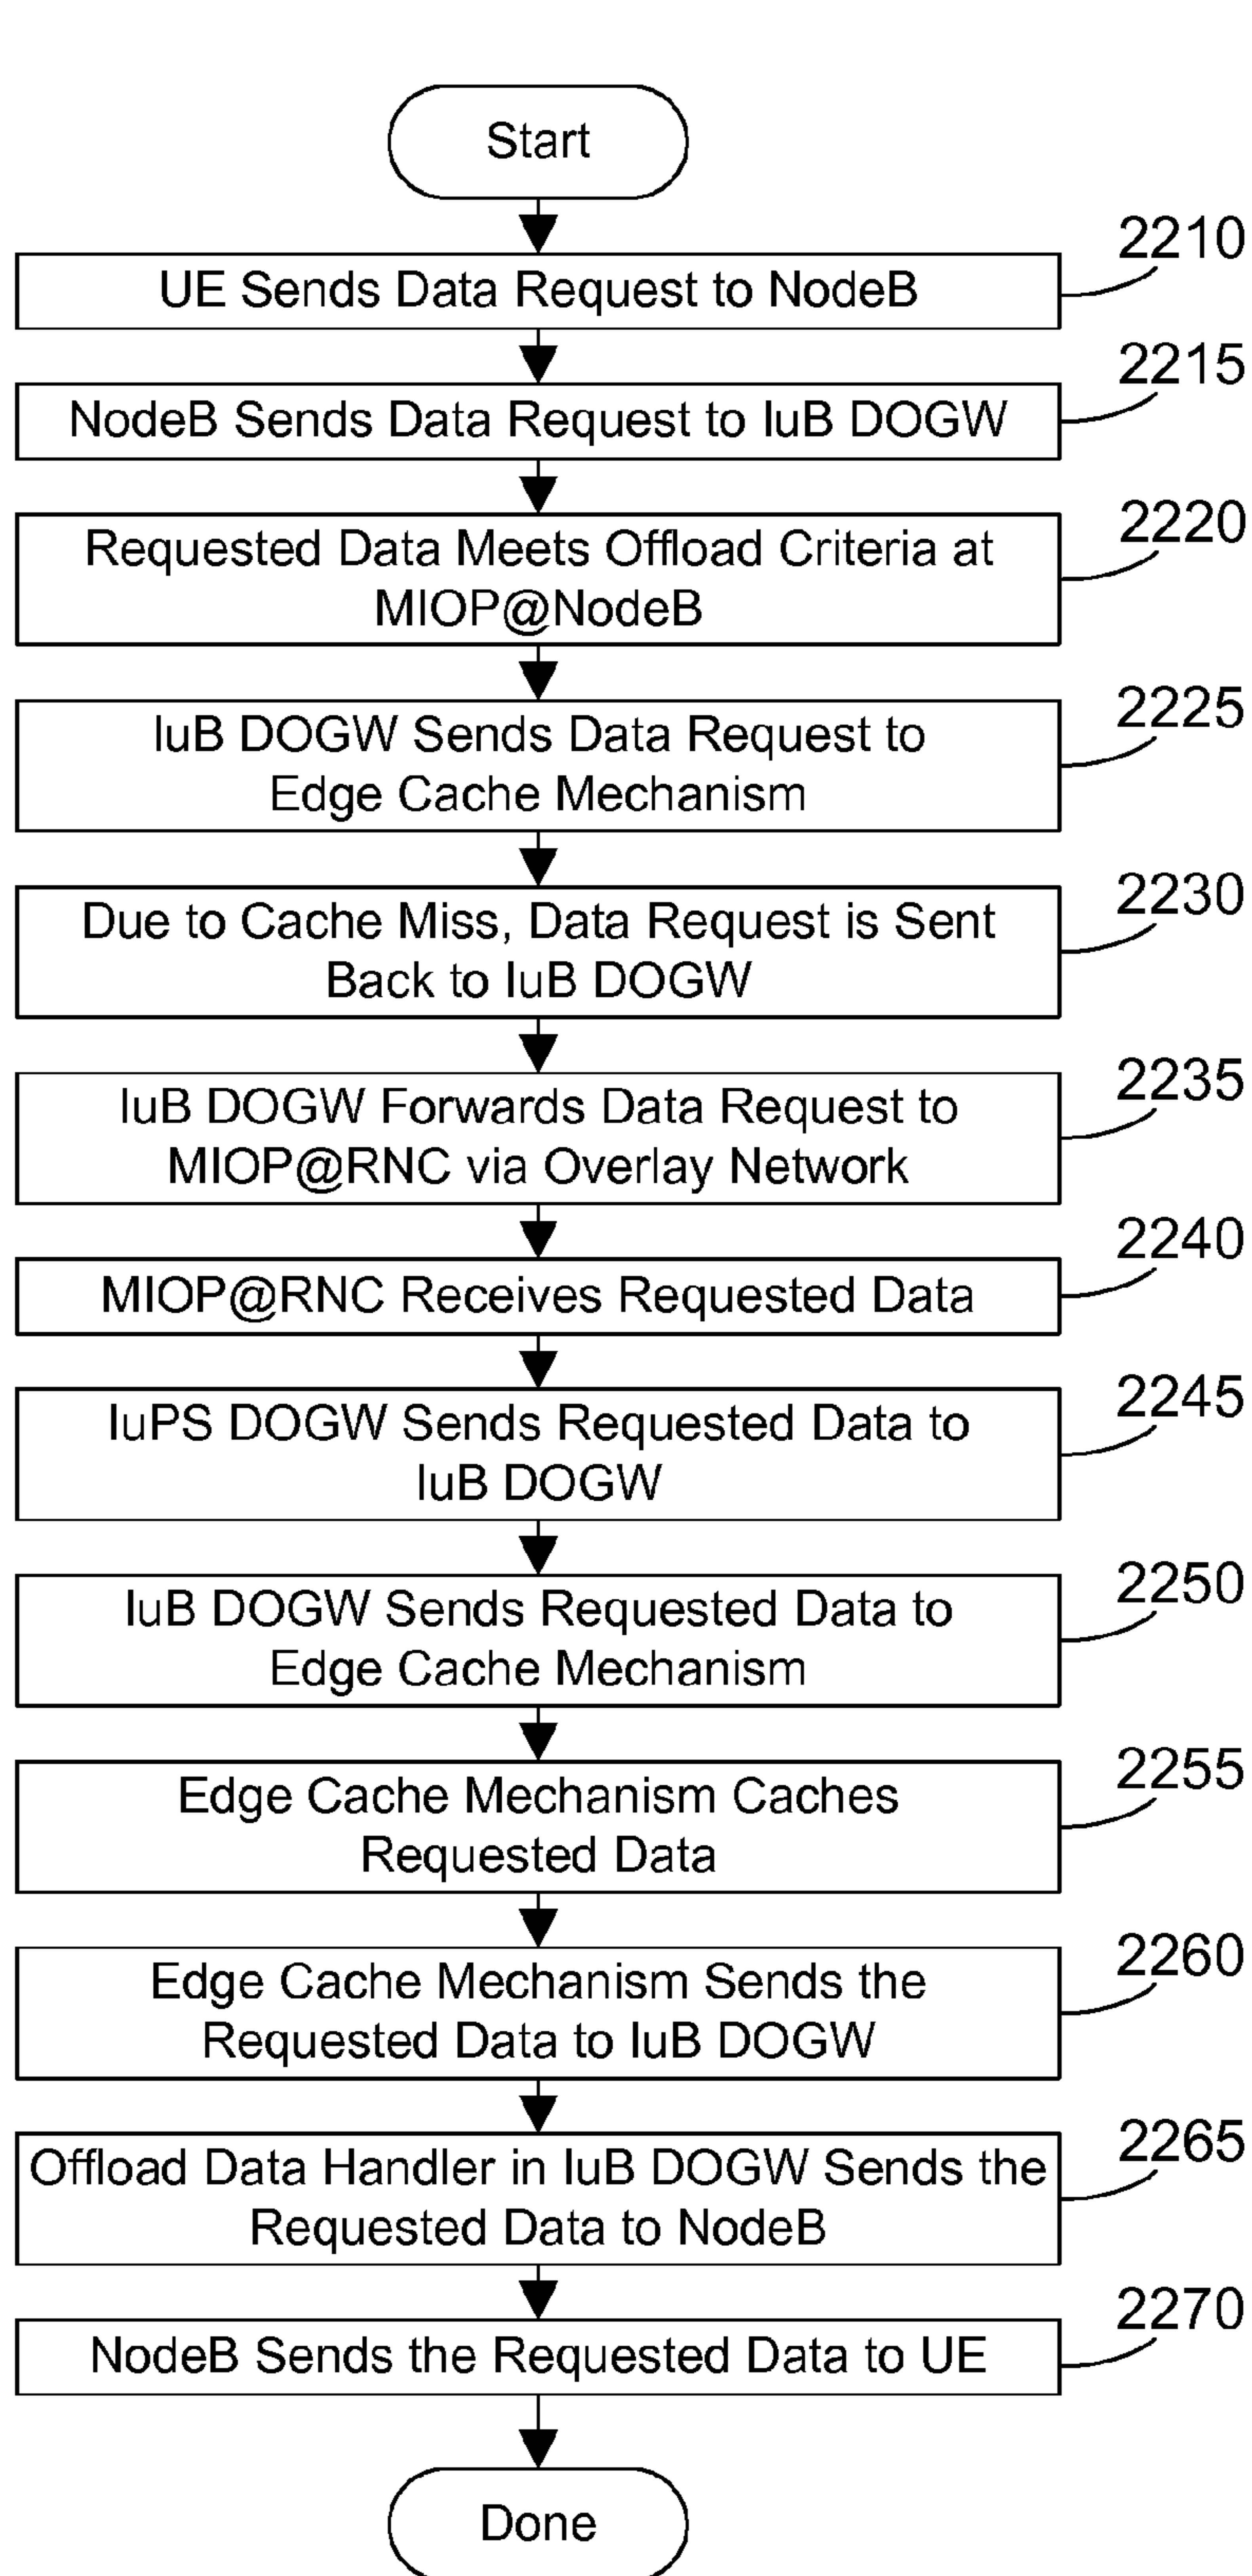 Start
2210
UE Sends Data Request to NodeB
2215
NodeB Sends Data Request to IuB DOGW
2220
Requested Data Meets Offload Criteria at
MIOP@NodeB
2225
IuB DOGW Sends Data Request to
Edge Cache Mechanism
2230
Due to Cache Miss, Data Request is Sent
Back to IuB DOGW
2235
IuB DOGW Forwards Data Request to
MIOP@RNC via Overlay Network
2240
MIOP@RNC Receives Requested Data
2245
IuPS DOGW Sends Requested Data to
IuB DOGW
2250
IuB DOGW Sends Requested Data to
Edge Cache Mechanism
2255
Edge Cache Mechanism Caches
Requested Data
2260
Edge Cache Mechanism Sends the
Requested Data to IuB DOGW
2265
Offload Data Handler in IuB DOGW Sends the
Requested Data to NodeB
2270
NodeB Sends the Requested Data to UE
Done